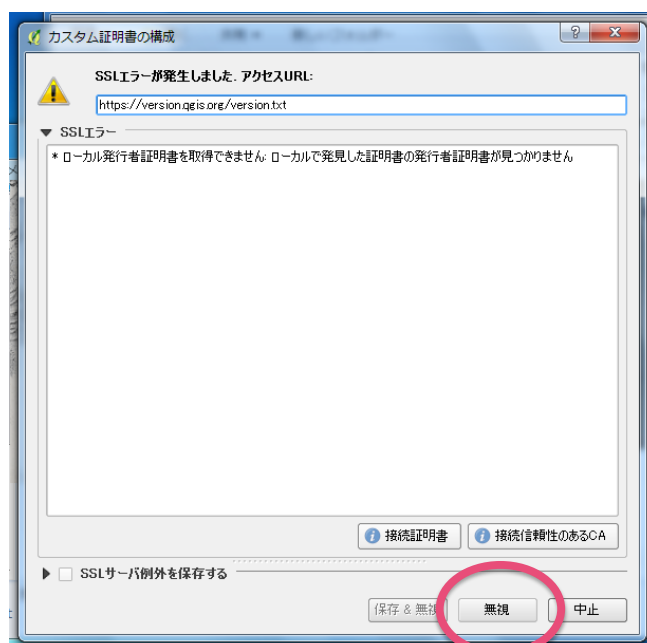 カスタム証明書の構成
SSLエラーが発生しました. アクセスURL:
https://version.qgis.org/version.txt
SSLエラー
* ローカル発行者証明書を取得できません: ローカルで発見した証明書の発行者証明書が見つかりません
接続証明書
接続信頼性のあるCA
SSLサーバ例外を保存する
保存 & 無視
無視
中止